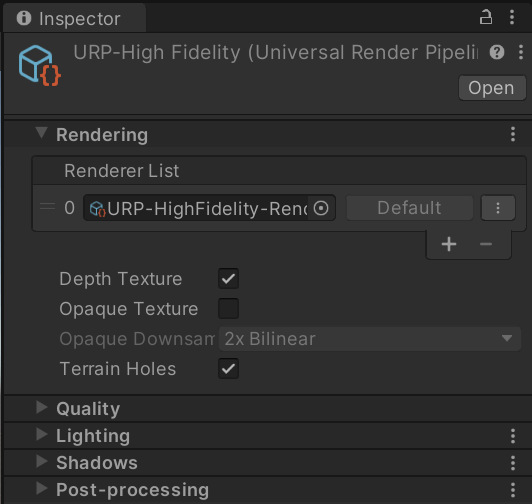 Inspector
URP-High Fidelity (Universal Render Pipeli
Open
Rendering
Renderer List
0 URP-HighFidelity-Rend Default
Depth Texture
Opaque Texture
Opaque Downsam 2x Bilinear
Terrain Holes
Quality
Lighting
Shadows
Post-processing